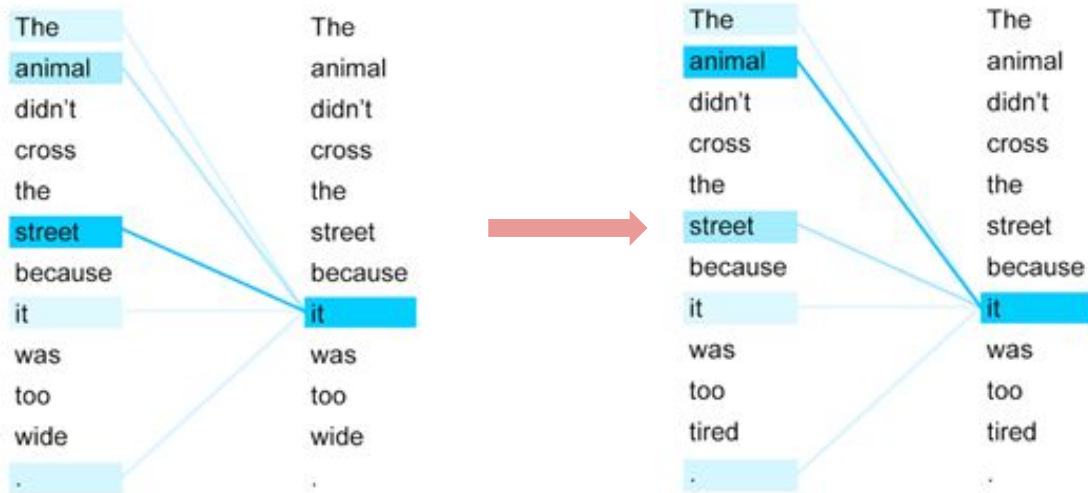 The
animal
didn't
cross
the
street
because
it
was
too
wide
.
The
animal
didn't
cross
the
street
because
it
was
too
wide
.
The
animal
didn't
cross
the
street
because
it
was
too
tired
.
The
animal
didn't
cross
the
street
because
it
was
too
tired
.